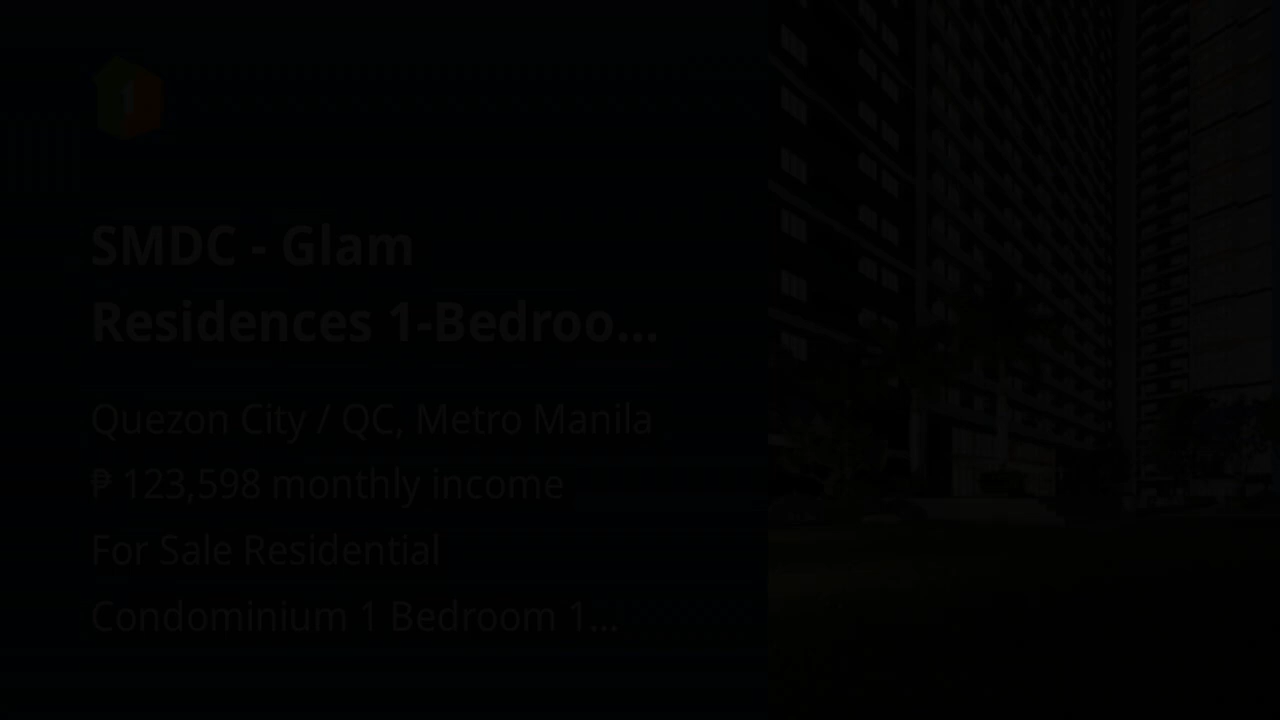 1
SMDC - Glam
Residences 1-Bedroo...
Quezon City / QC, Metro Manila
₱ 123,598 monthly income
For Sale Residential
Condominium 1 Bedroom 1...